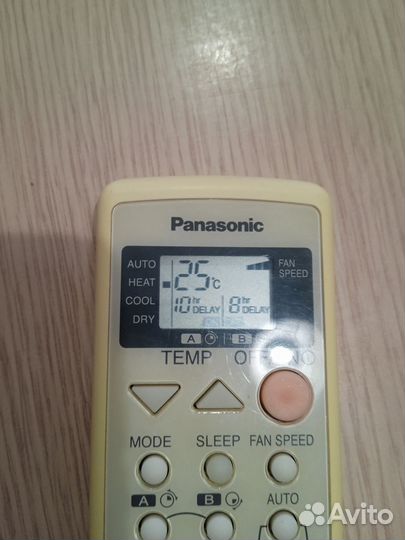 Panasonic
AUTO
HEAT
COOL
DRY
25°C
FAN
SPEED
10 hr DELAY 8 hr DELAY
A B
TEMP
MODE SLEEP FAN SPEED
A B AUTO
Avito